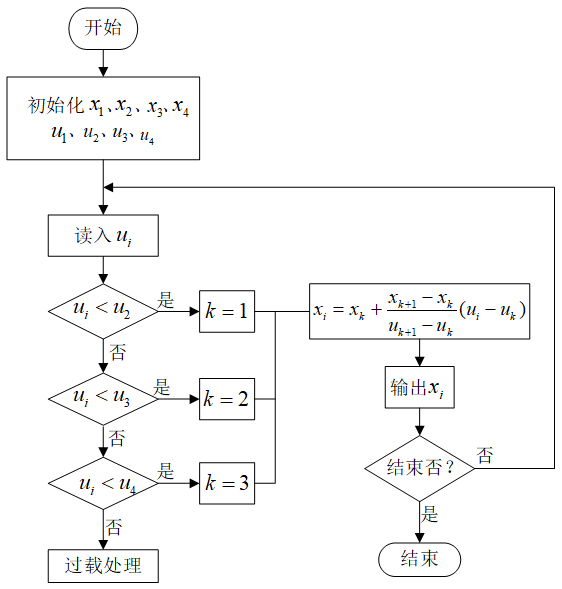 开始
初始化 x₁、x₂、x₃、x₄
u₁、u₂、u₃、u₄
读入 uᵢ
uᵢ < u₂
是
k = 1
否
uᵢ < u₃
是
k = 2
否
uᵢ < u₄
是
k = 3
否
过载处理
xᵢ = xₖ + (xₖ₊₁ − xₖ)/(uₖ₊₁ − uₖ) (uᵢ − uₖ)
输出xᵢ
结束否？
否
是
结束